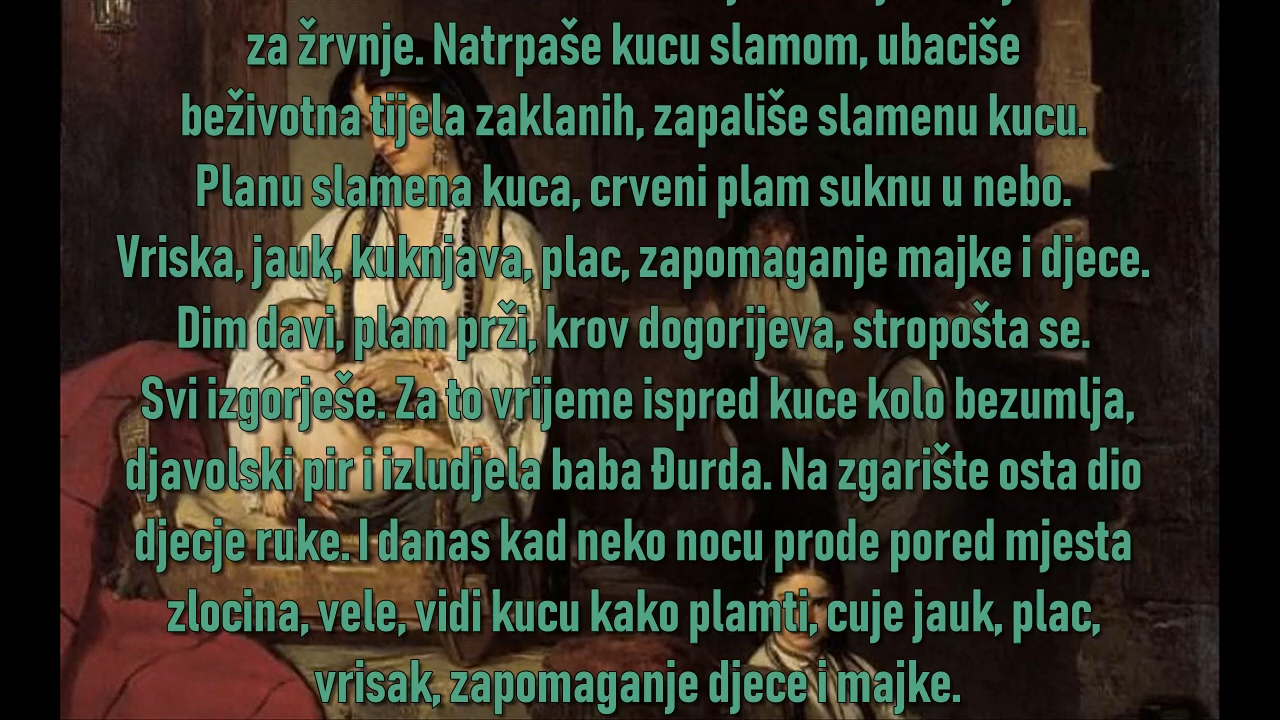 za žrvnje. Natrpaše kucu slamom, ubaciše
beživotna tijela zaklanih, zapališe slamenu kucu.
Planu slamena kuca, crveni plam suknu u nebo.
Vriska, jauk, kuknjava, plac, zapomaganje majke i djece.
Dim davi, plam prži, krov dogorijeva, stropošta se.
Svi izgorješe. Za to vrijeme ispred kuce kolo bezumlja,
djavolski pir i izludjela baba Đurda. Na zgarište osta dio
djecje ruke. I danas kad neko nocu prode pored mjesta
zlocina, vele, vidi kucu kako plamti, cuje jauk, plac,
vrisak, zapomaganje djece i majke.